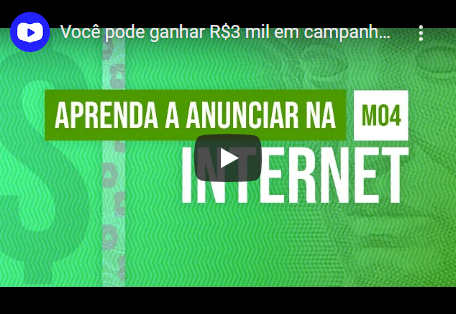 Você pode ganhar R$3 mil em campanh...
APRENDA A ANUNCIAR NA M04
INTERNET